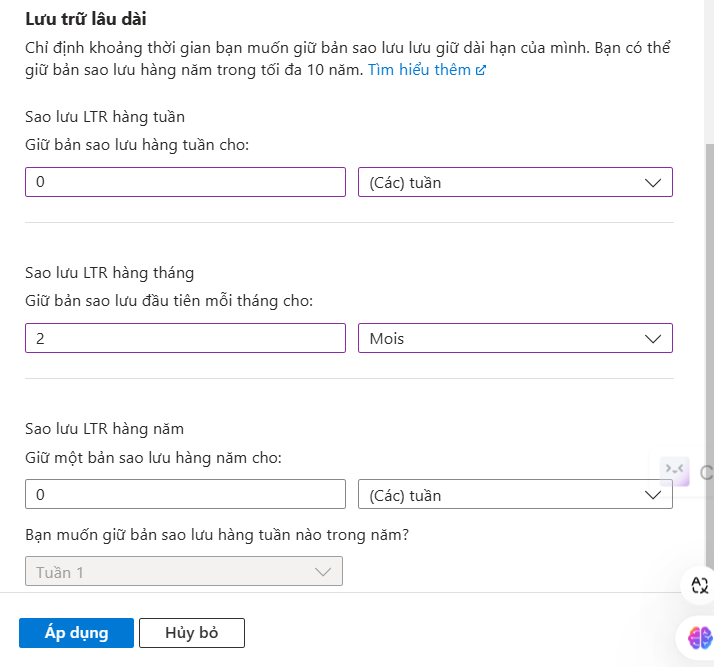 Lưu trữ lâu dài
Chỉ định khoảng thời gian bạn muốn giữ bản sao lưu lưu giữ dài hạn của mình. Bạn có thể
giữ bản sao lưu hàng năm trong tối đa 10 năm. Tìm hiểu thêm
Sao lưu LTR hàng tuần
Giữ bản sao lưu hàng tuần cho:
0
(Các) tuần
Sao lưu LTR hàng tháng
Giữ bản sao lưu đầu tiên mỗi tháng cho:
2
Mois
Sao lưu LTR hàng năm
Giữ một bản sao lưu hàng năm cho:
0
(Các) tuần
Bạn muốn giữ bản sao lưu hàng tuần nào trong năm?
Tuần 1
Áp dụng
Hủy bỏ